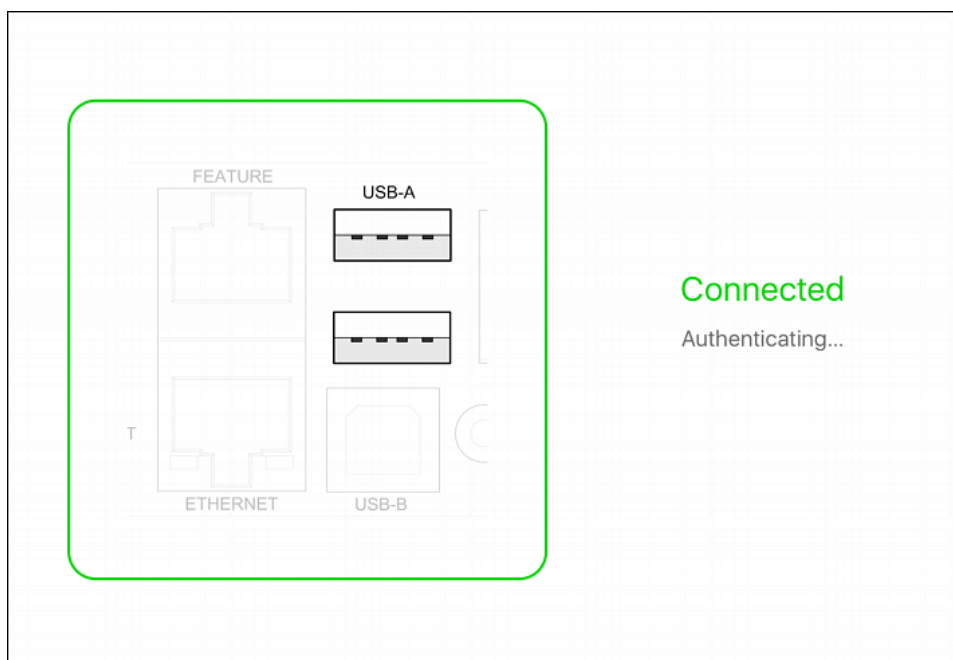 FEATURE
USB-A
Connected
Authenticating...
T
ETHERNET
USB-B